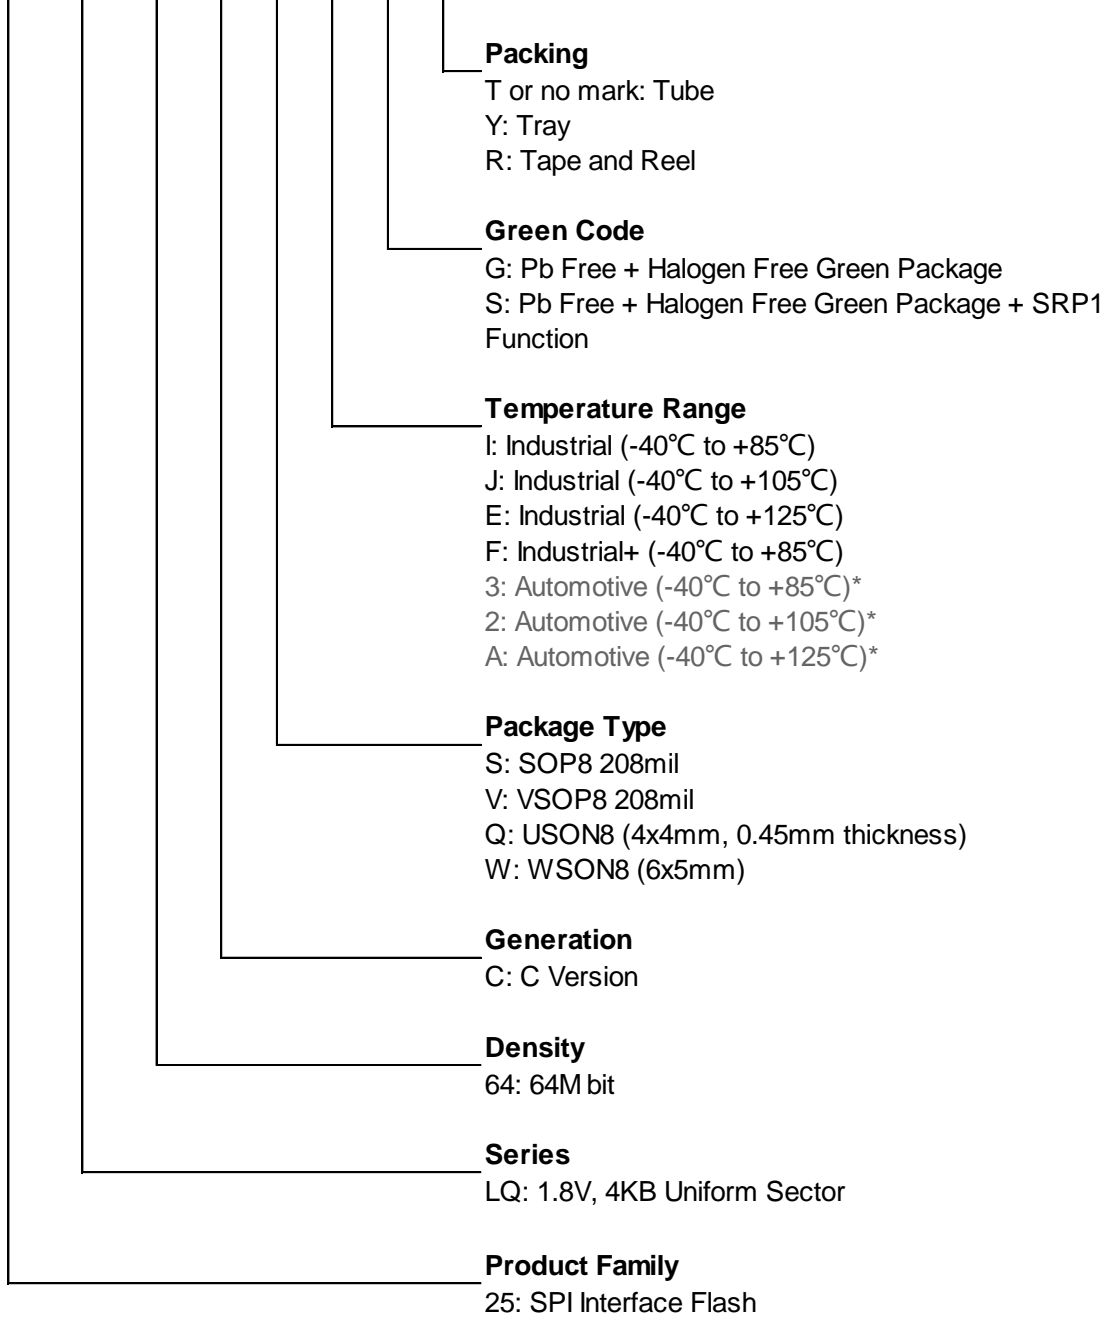 Packing
T or no mark: Tube
Y: Tray
R: Tape and Reel
Green Code
G: Pb Free + Halogen Free Green Package
S: Pb Free + Halogen Free Green Package + SRP1
Function
Temperature Range
I: Industrial (-40℃ to +85℃)
J: Industrial (-40℃ to +105℃)
E: Industrial (-40℃ to +125℃)
F: Industrial+ (-40℃ to +85℃)
3: Automotive (-40℃ to +85℃)*
2: Automotive (-40℃ to +105℃)*
A: Automotive (-40℃ to +125℃)*
Package Type
S: SOP8 208mil
V: VSOP8 208mil
Q: USON8 (4x4mm, 0.45mm thickness)
W: WSON8 (6x5mm)
Generation
C: C Version
Density
64: 64M bit
Series
LQ: 1.8V, 4KB Uniform Sector
Product Family
25: SPI Interface Flash